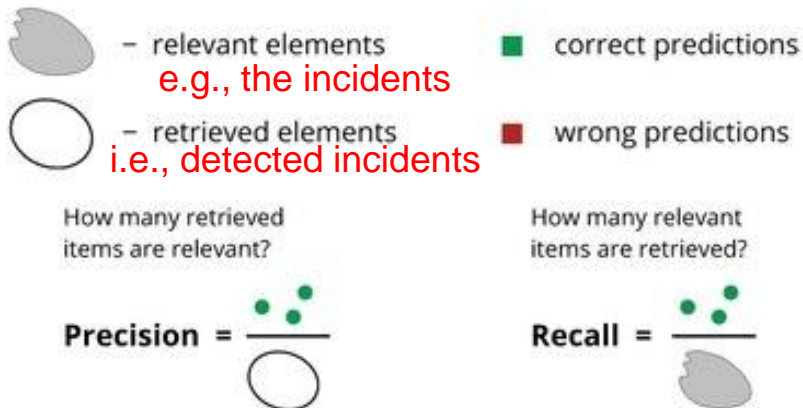 – relevant elements
e.g., the incidents
– retrieved elements
i.e., detected incidents
correct predictions
wrong predictions
How many retrieved
items are relevant?
Precision =
How many relevant
items are retrieved?
Recall =